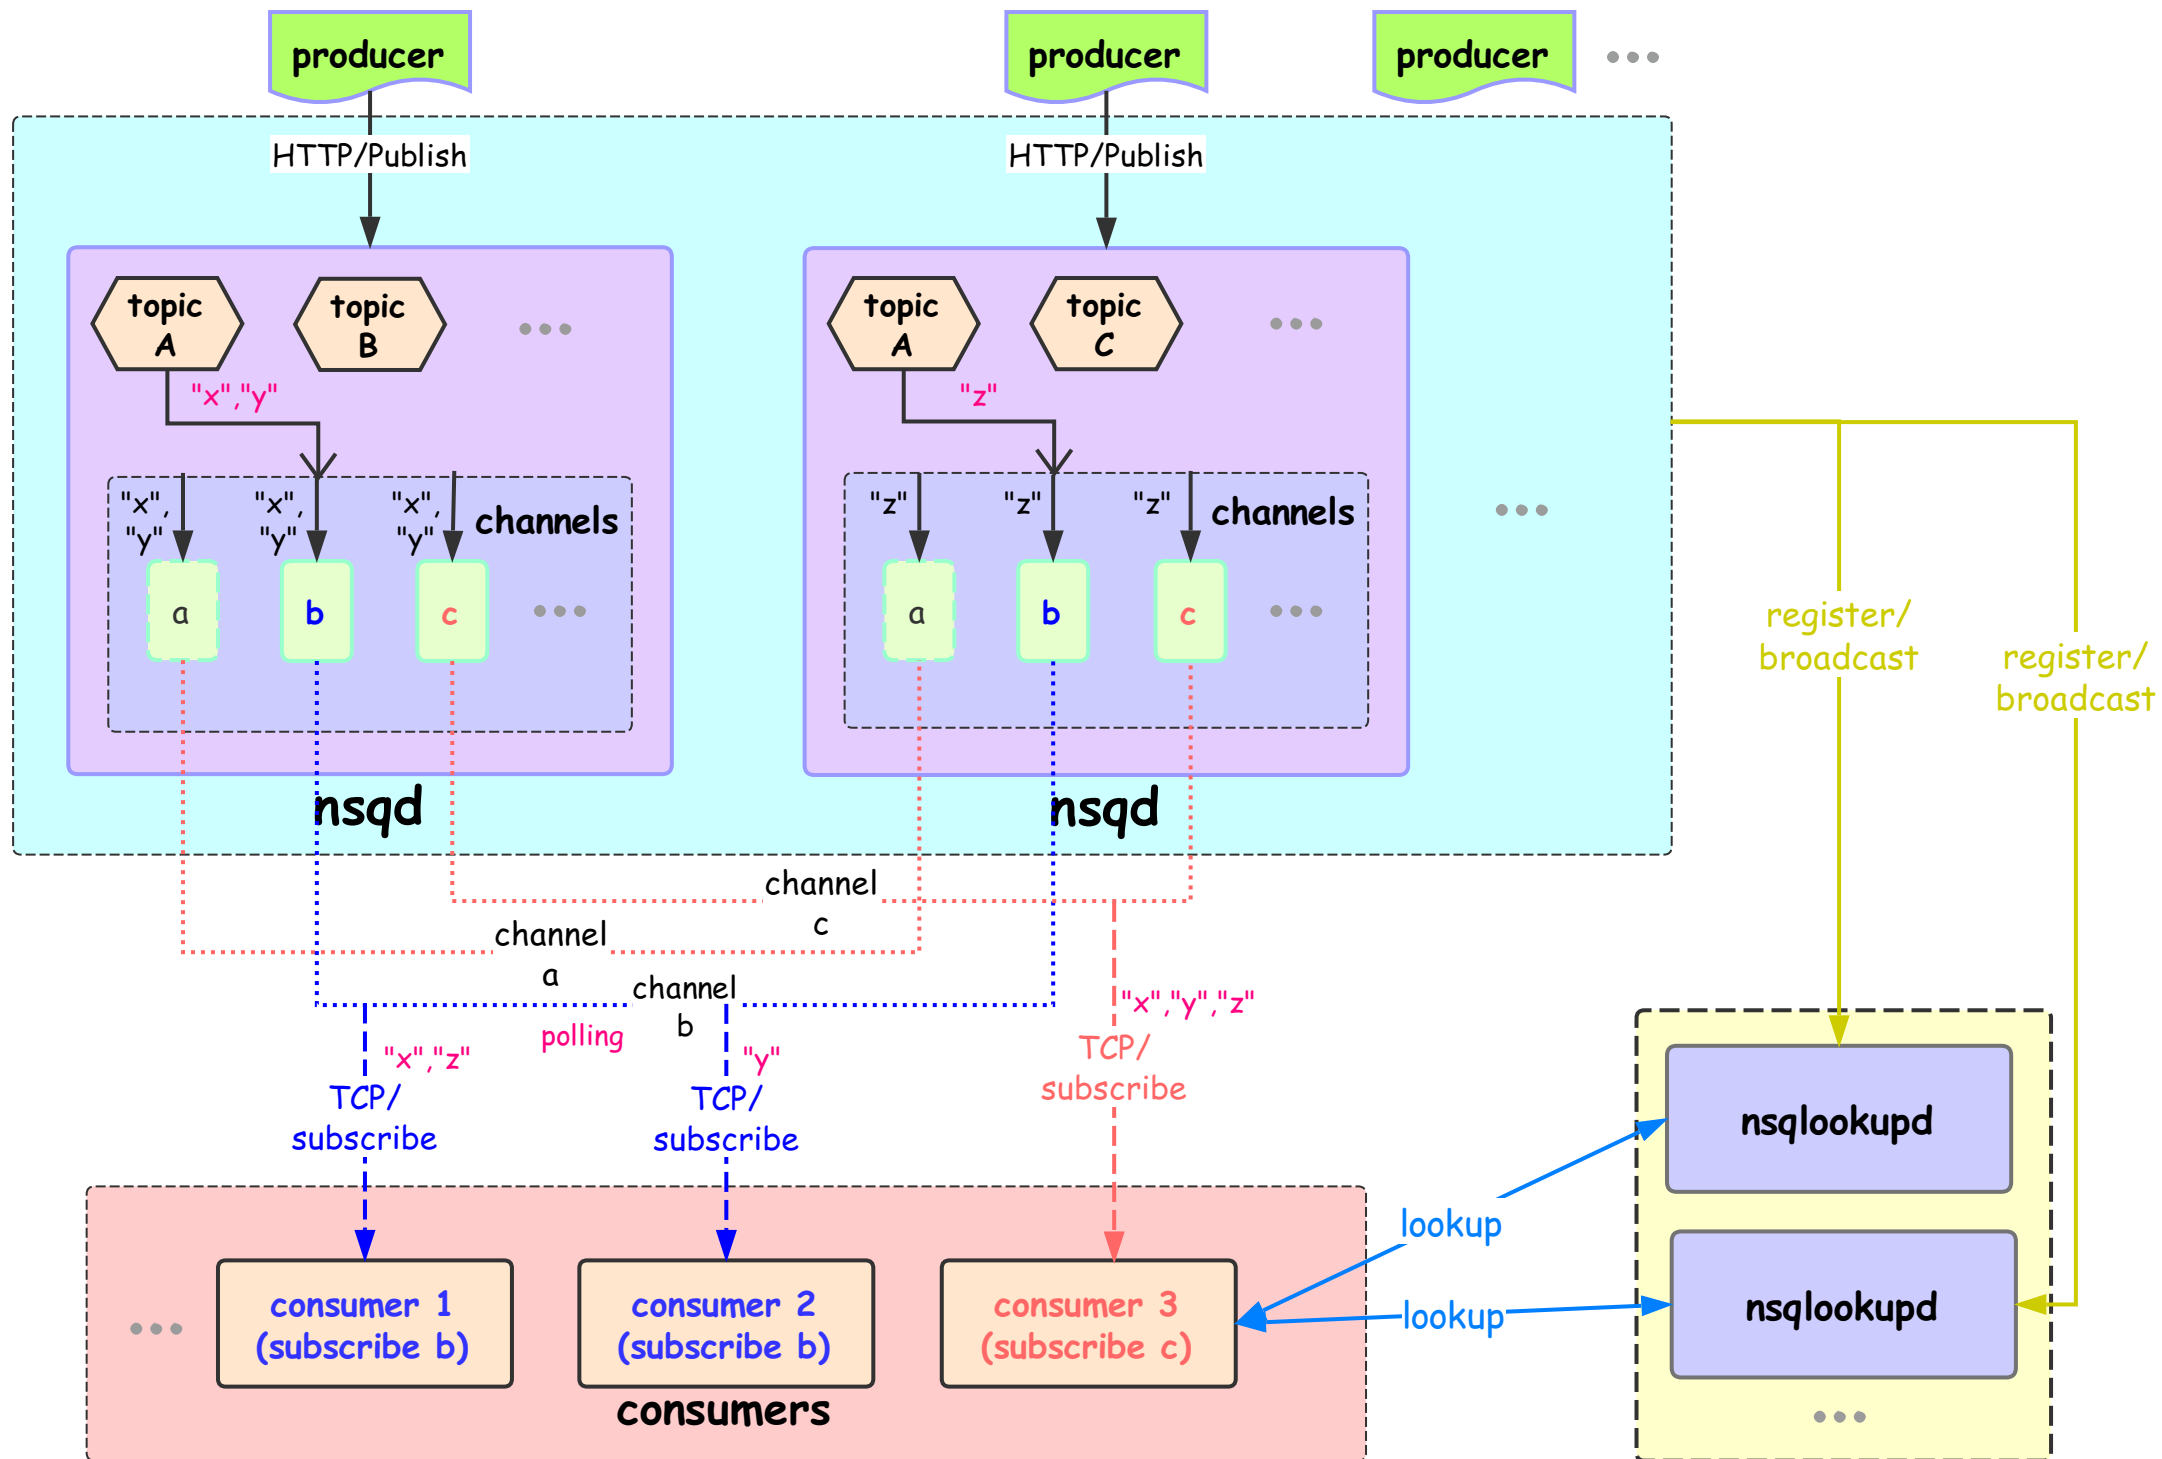 producer
producer
producer
HTTP/Publish
HTTP/Publish
topic
A
topic
B
topic
A
topic
C
"x","y"
"z"
"x",
"y"
"x",
"y"
"x",
"y"
channels
"z"
"z"
"z"
channels
a
b
c
a
b
c
register/
broadcast
register/
broadcast
nsqd
nsqd
channel
c
channel
a
channel
b
polling
"x","z"
"y"
"x","y","z"
TCP/
subscribe
TCP/
subscribe
TCP/
subscribe
nsqlookupd
lookup
lookup
nsqlookupd
consumer 1
(subscribe b)
consumer 2
(subscribe b)
consumer 3
(subscribe c)
consumers